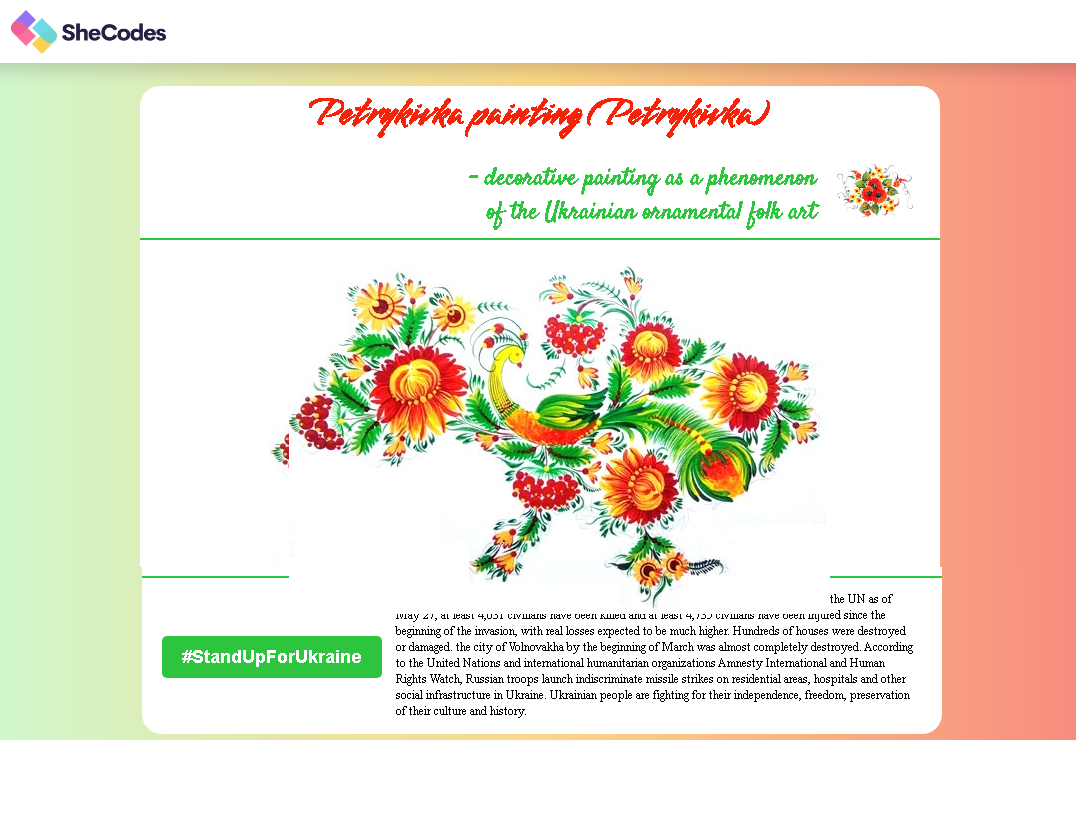 SheCodes
Petrykivka painting (Petrykivka)
- decorative painting as a phenomenon
of the Ukrainian ornamental folk art
the UN as of
May 27, at least 4,031 civilians have been killed and at least 4,735 civilians have been injured since the
beginning of the invasion, with real losses expected to be much higher. Hundreds of houses were destroyed
or damaged. the city of Volnovakha by the beginning of March was almost completely destroyed. According
to the United Nations and international humanitarian organizations Amnesty International and Human
Rights Watch, Russian troops launch indiscriminate missile strikes on residential areas, hospitals and other
social infrastructure in Ukraine. Ukrainian people are fighting for their independence, freedom, preservation
of their culture and history.
#StandUpForUkraine